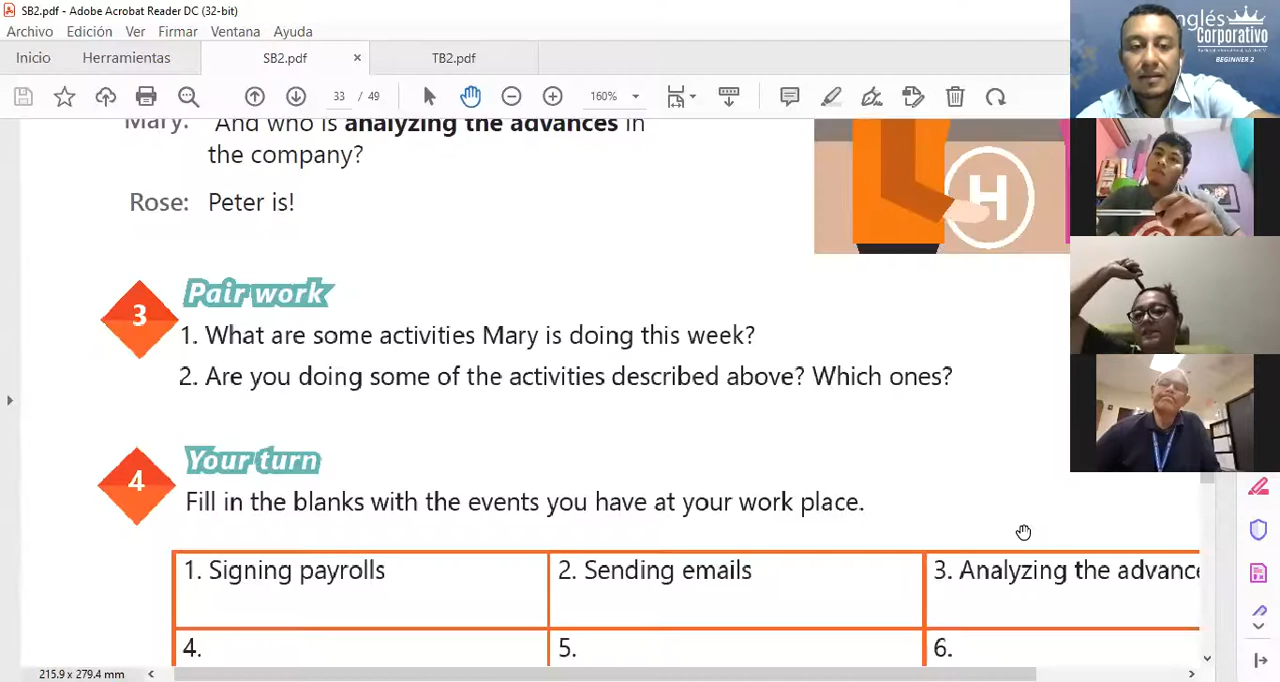 SB2.pdf - Adobe Acrobat Reader DC (32-bit)
Archivo Edición Ver Firmar Ventana Ayuda
Inicio Herramientas SB2.pdf × TB2.pdf
33 / 49 160%
Mary: And who is analyzing the advances in
the company?
Rose: Peter is!
H
3 Pair work
1. What are some activities Mary is doing this week?
2. Are you doing some of the activities described above? Which ones?
4 Your turn
Fill in the blanks with the events you have at your work place.
1. Signing payrolls 2. Sending emails 3. Analyzing the advance
4. 5. 6.
215.9 x 279.4 mm
nglés
Corporativo
BEGINNER 2